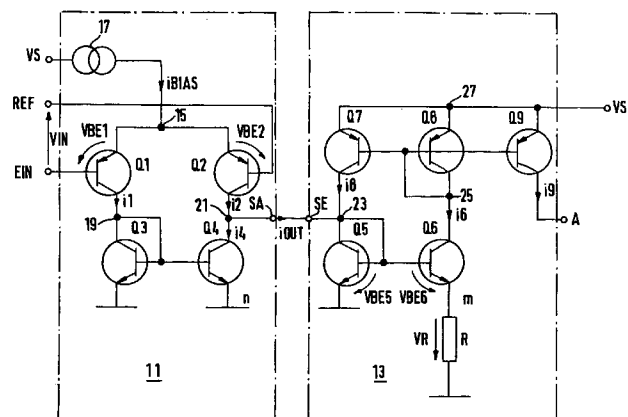 17
VS
iBIAS
REF
15
VIN
VBE1
VBE2
EIN
Q1
Q2
i1
i2
19
21
SA
SE
iOUT
i4
Q3
Q4
n
11
27
VS
Q7
Q8
Q9
i8
i9
25
23
i6
A
Q5
Q6
VBE5
VBE6
m
VR
R
13